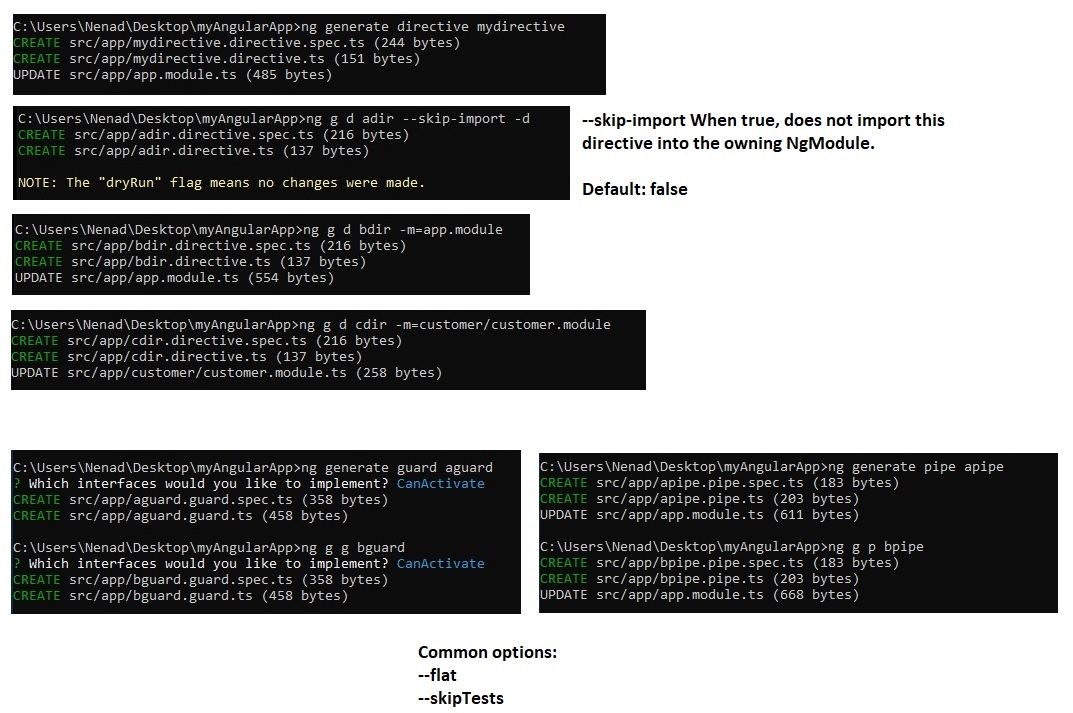 C:\Users\Nenad\Desktop\myAngularApp>ng generate directive mydirective
CREATE src/app/mydirective.directive.spec.ts (244 bytes)
CREATE src/app/mydirective.directive.ts (151 bytes)
UPDATE src/app/app.module.ts (485 bytes)
C:\Users\Nenad\Desktop\myAngularApp>ng g d adir --skip-import -d
CREATE src/app/adir.directive.spec.ts (216 bytes)
CREATE src/app/adir.directive.ts (137 bytes)
NOTE: The "dryRun" flag means no changes were made.
--skip-import When true, does not import this
directive into the owning NgModule.
Default: false
C:\Users\Nenad\Desktop\myAngularApp>ng g d bdir -m=app.module
CREATE src/app/bdir.directive.spec.ts (216 bytes)
CREATE src/app/bdir.directive.ts (137 bytes)
UPDATE src/app/app.module.ts (554 bytes)
C:\Users\Nenad\Desktop\myAngularApp>ng g d cdir -m=customer/customer.module
CREATE src/app/cdir.directive.spec.ts (216 bytes)
CREATE src/app/cdir.directive.ts (137 bytes)
UPDATE src/app/customer/customer.module.ts (258 bytes)
C:\Users\Nenad\Desktop\myAngularApp>ng generate guard aguard
? Which interfaces would you like to implement? CanActivate
CREATE src/app/aguard.guard.spec.ts (358 bytes)
CREATE src/app/aguard.guard.ts (458 bytes)
C:\Users\Nenad\Desktop\myAngularApp>ng g g bguard
? Which interfaces would you like to implement? CanActivate
CREATE src/app/bguard.guard.spec.ts (358 bytes)
CREATE src/app/bguard.guard.ts (458 bytes)
C:\Users\Nenad\Desktop\myAngularApp>ng generate pipe apipe
CREATE src/app/apipe.pipe.spec.ts (183 bytes)
CREATE src/app/apipe.pipe.ts (203 bytes)
UPDATE src/app/app.module.ts (611 bytes)
C:\Users\Nenad\Desktop\myAngularApp>ng g p bpipe
CREATE src/app/bpipe.pipe.spec.ts (183 bytes)
CREATE src/app/bpipe.pipe.ts (203 bytes)
UPDATE src/app/app.module.ts (668 bytes)
Common options:
--flat
--skipTests